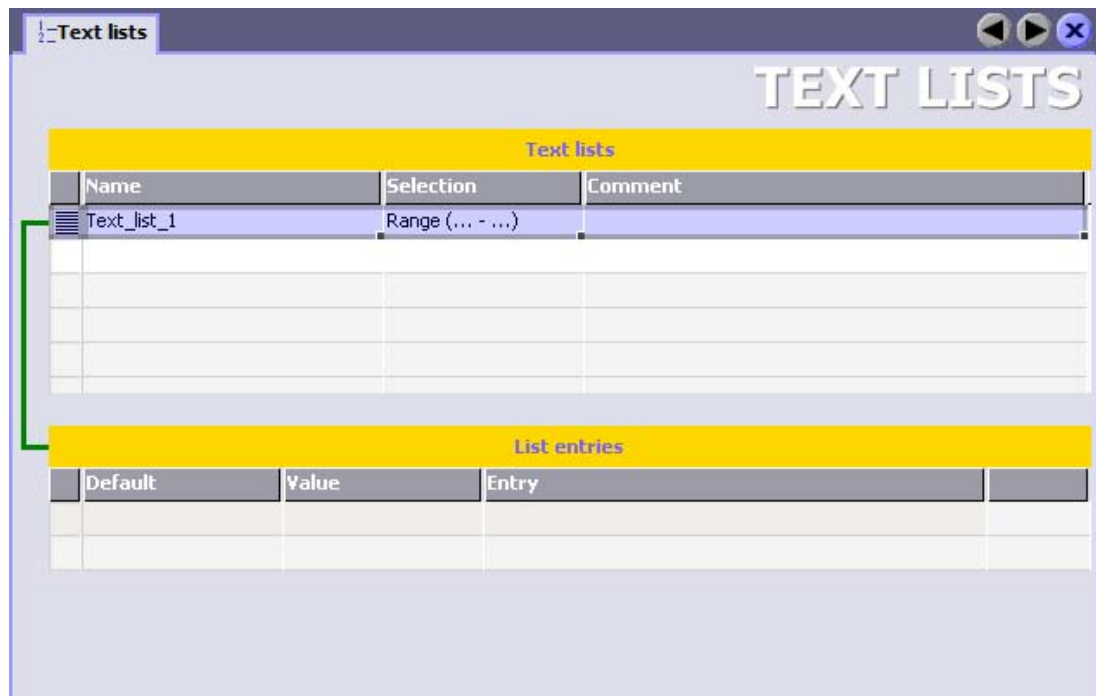 Text lists
TEXT LISTS
Text lists
Name Selection Comment
Text_list_1 Range (... - ...)
List entries
Default Value Entry